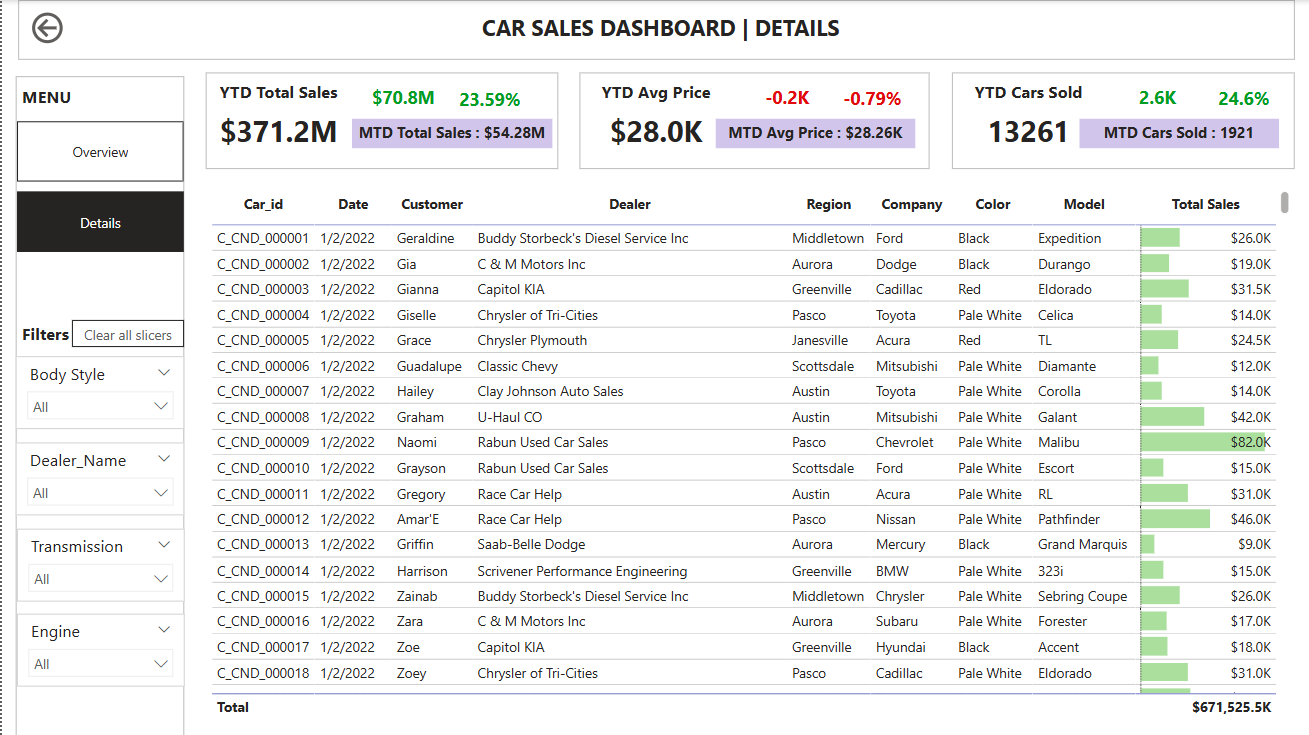 CAR SALES DASHBOARD | DETAILS
MENU
Overview
Details
Filters Clear all slicers
Body Style
All
Dealer_Name
All
Transmission
All
Engine
All
YTD Total Sales $70.8M 23.59%
$371.2M MTD Total Sales : $54.28M
YTD Avg Price -0.2K -0.79%
$28.0K MTD Avg Price : $28.26K
YTD Cars Sold 2.6K 24.6%
13261 MTD Cars Sold : 1921
Car_id Date Customer Dealer Region Company Color Model Total Sales
C_CND_000001 1/2/2022 Geraldine Buddy Storbeck's Diesel Service Inc Middletown Ford Black Expedition $26.0K
C_CND_000002 1/2/2022 Gia C & M Motors Inc Aurora Dodge Black Durango $19.0K
C_CND_000003 1/2/2022 Gianna Capitol KIA Greenville Cadillac Red Eldorado $31.5K
C_CND_000004 1/2/2022 Giselle Chrysler of Tri-Cities Pasco Toyota Pale White Celica $14.0K
C_CND_000005 1/2/2022 Grace Chrysler Plymouth Janesville Acura Red TL $24.5K
C_CND_000006 1/2/2022 Guadalupe Classic Chevy Scottsdale Mitsubishi Pale White Diamante $12.0K
C_CND_000007 1/2/2022 Hailey Clay Johnson Auto Sales Austin Toyota Pale White Corolla $14.0K
C_CND_000008 1/2/2022 Graham U-Haul CO Austin Mitsubishi Pale White Galant $42.0K
C_CND_000009 1/2/2022 Naomi Rabun Used Car Sales Pasco Chevrolet Pale White Malibu $82.0K
C_CND_000010 1/2/2022 Grayson Rabun Used Car Sales Scottsdale Ford Pale White Escort $15.0K
C_CND_000011 1/2/2022 Gregory Race Car Help Austin Acura Pale White RL $31.0K
C_CND_000012 1/2/2022 Amar'E Race Car Help Pasco Nissan Pale White Pathfinder $46.0K
C_CND_000013 1/2/2022 Griffin Saab-Belle Dodge Aurora Mercury Black Grand Marquis $9.0K
C_CND_000014 1/2/2022 Harrison Scrivener Performance Engineering Greenville BMW Pale White 323i $15.0K
C_CND_000015 1/2/2022 Zainab Buddy Storbeck's Diesel Service Inc Middletown Chrysler Pale White Sebring Coupe $26.0K
C_CND_000016 1/2/2022 Zara C & M Motors Inc Aurora Subaru Pale White Forester $17.0K
C_CND_000017 1/2/2022 Zoe Capitol KIA Greenville Hyundai Black Accent $18.0K
C_CND_000018 1/2/2022 Zoey Chrysler of Tri-Cities Pasco Cadillac Pale White Eldorado $31.0K
Total $671,525.5K